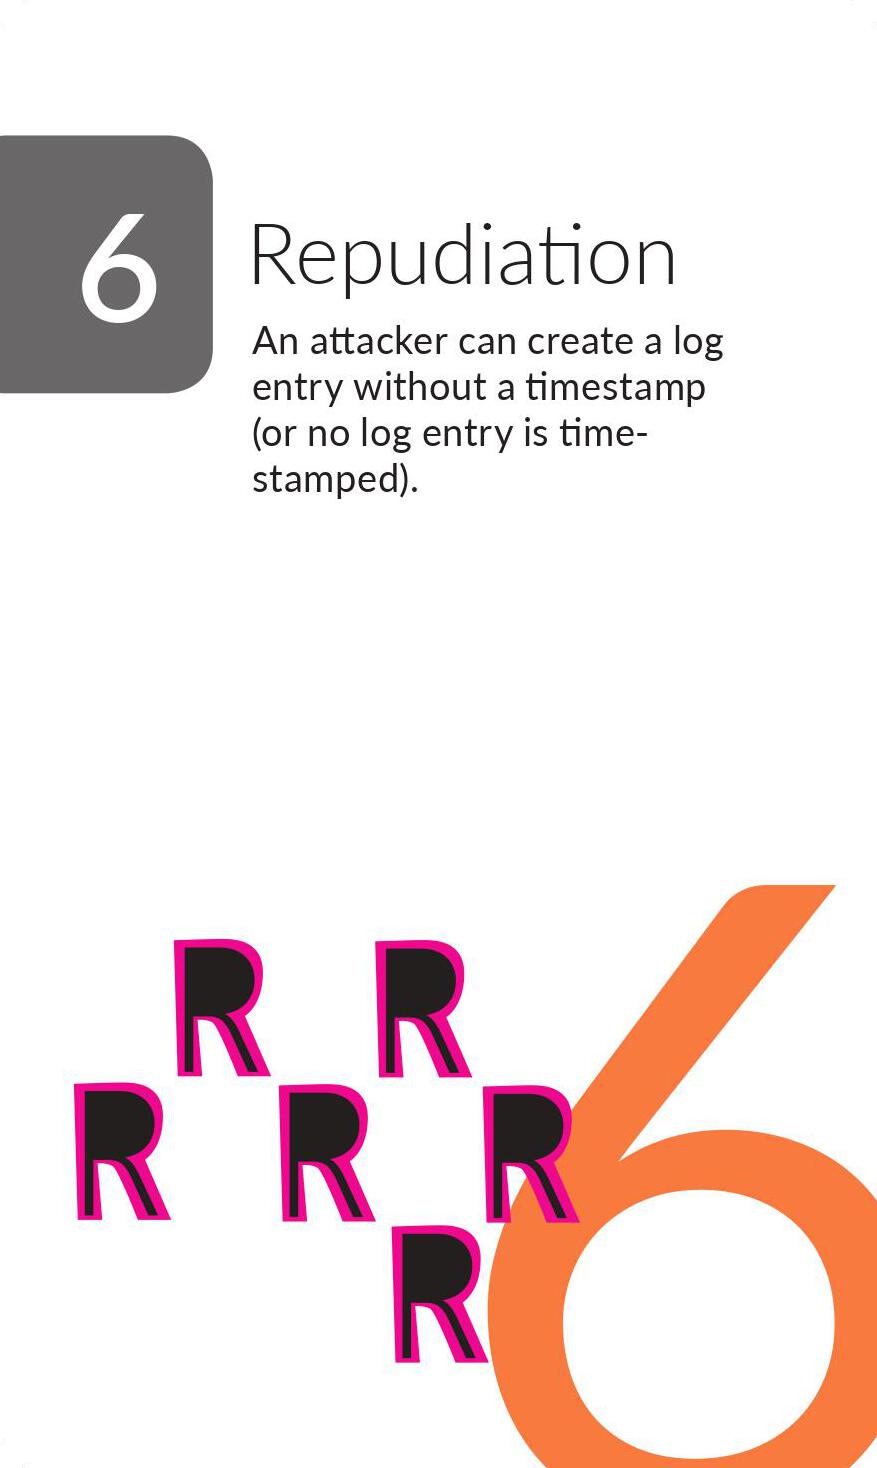 6
Repudiation
An attacker can create a log
entry without a timestamp
(or no log entry is time-
stamped).
R R
R R R
R
6